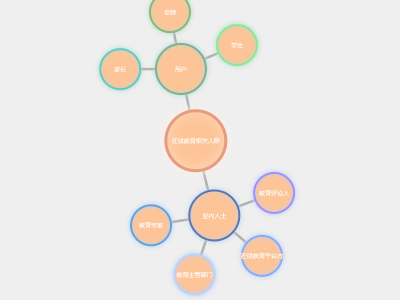 老师
学生
家长
用户
在线教育相关人群
教育评论人
业内人士
教育专家
在线教育平台方
教育主管部门